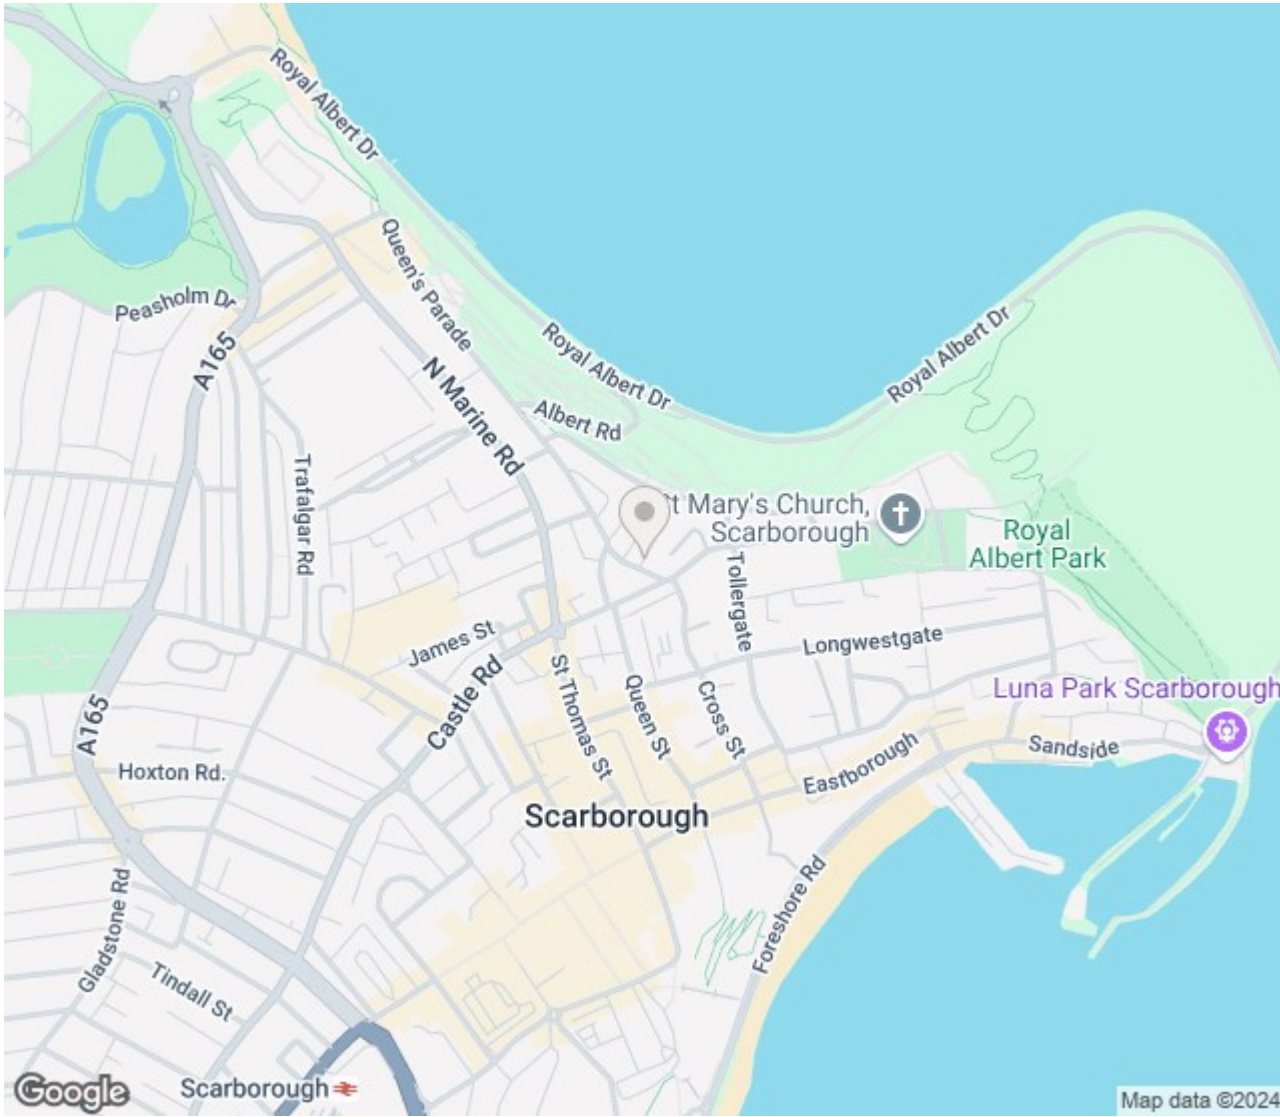 Royal Albert Dr
Queen's Parade
Peasholm Dr
A165
N Marine Rd
Royal Albert Dr
Royal Albert Dr
Albert Rd
Trafalgar Rd
t Mary's Church,
Scarborough
Royal
Albert Park
Tollergate
James St
Longwestgate
Castle Rd
St Thomas St
Queen St
Cross St
Luna Park Scarborough
A165
Sandside
Eastborough
Hoxton Rd.
Scarborough
Foreshore Rd
Gladstone Rd
Tindall St
Scarborough
Google
Map data ©2024